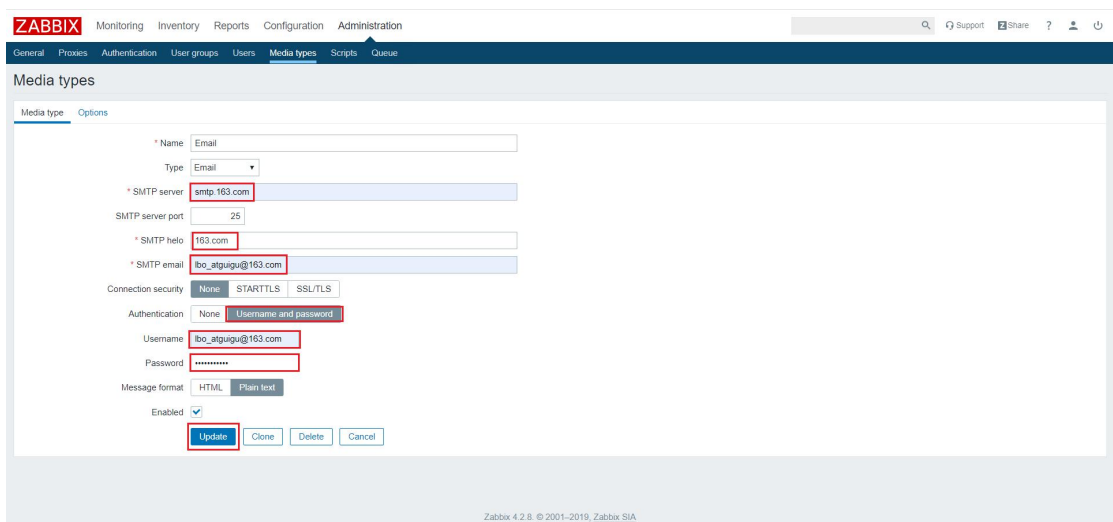 ZABBIX Monitoring Inventory Reports Configuration Administration Support Z Share ?
General Proxies Authentication User groups Users Media types Scripts Queue
Media types
Media type Options
* Name Email
Type Email
* SMTP server smtp.163.com
SMTP server port 25
* SMTP helo 163.com
* SMTP email lbo_atguigu@163.com
Connection security None STARTTLS SSL/TLS
Authentication None Username and password
Username lbo_atguigu@163.com
Password •••••••••••
Message format HTML Plain text
Enabled
Update Clone Delete Cancel
Zabbix 4.2.8. © 2001–2019, Zabbix SIA